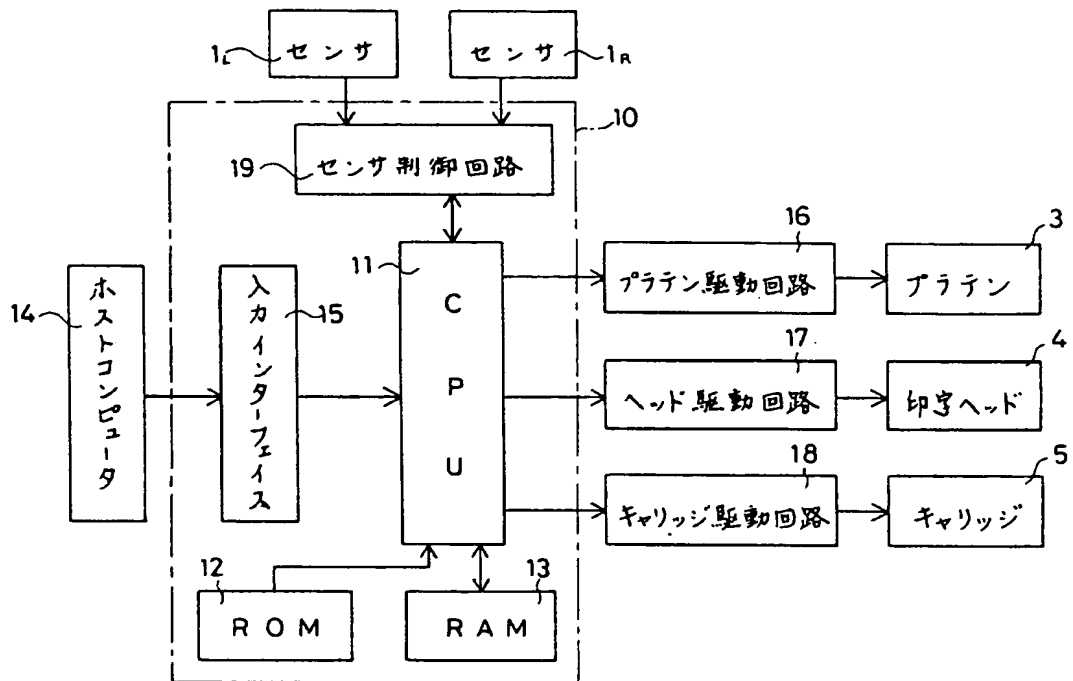 1L センサ
センサ 1R
10
19 センサ制御回路
14 ホストコンピュータ
入力インターフェイス 15
11 CPU
16
プラテン駆動回路
3
プラテン
17
ヘッド駆動回路
4
印字ヘッド
18
キャリッジ駆動回路
5
キャリッジ
12
ROM
13
RAM